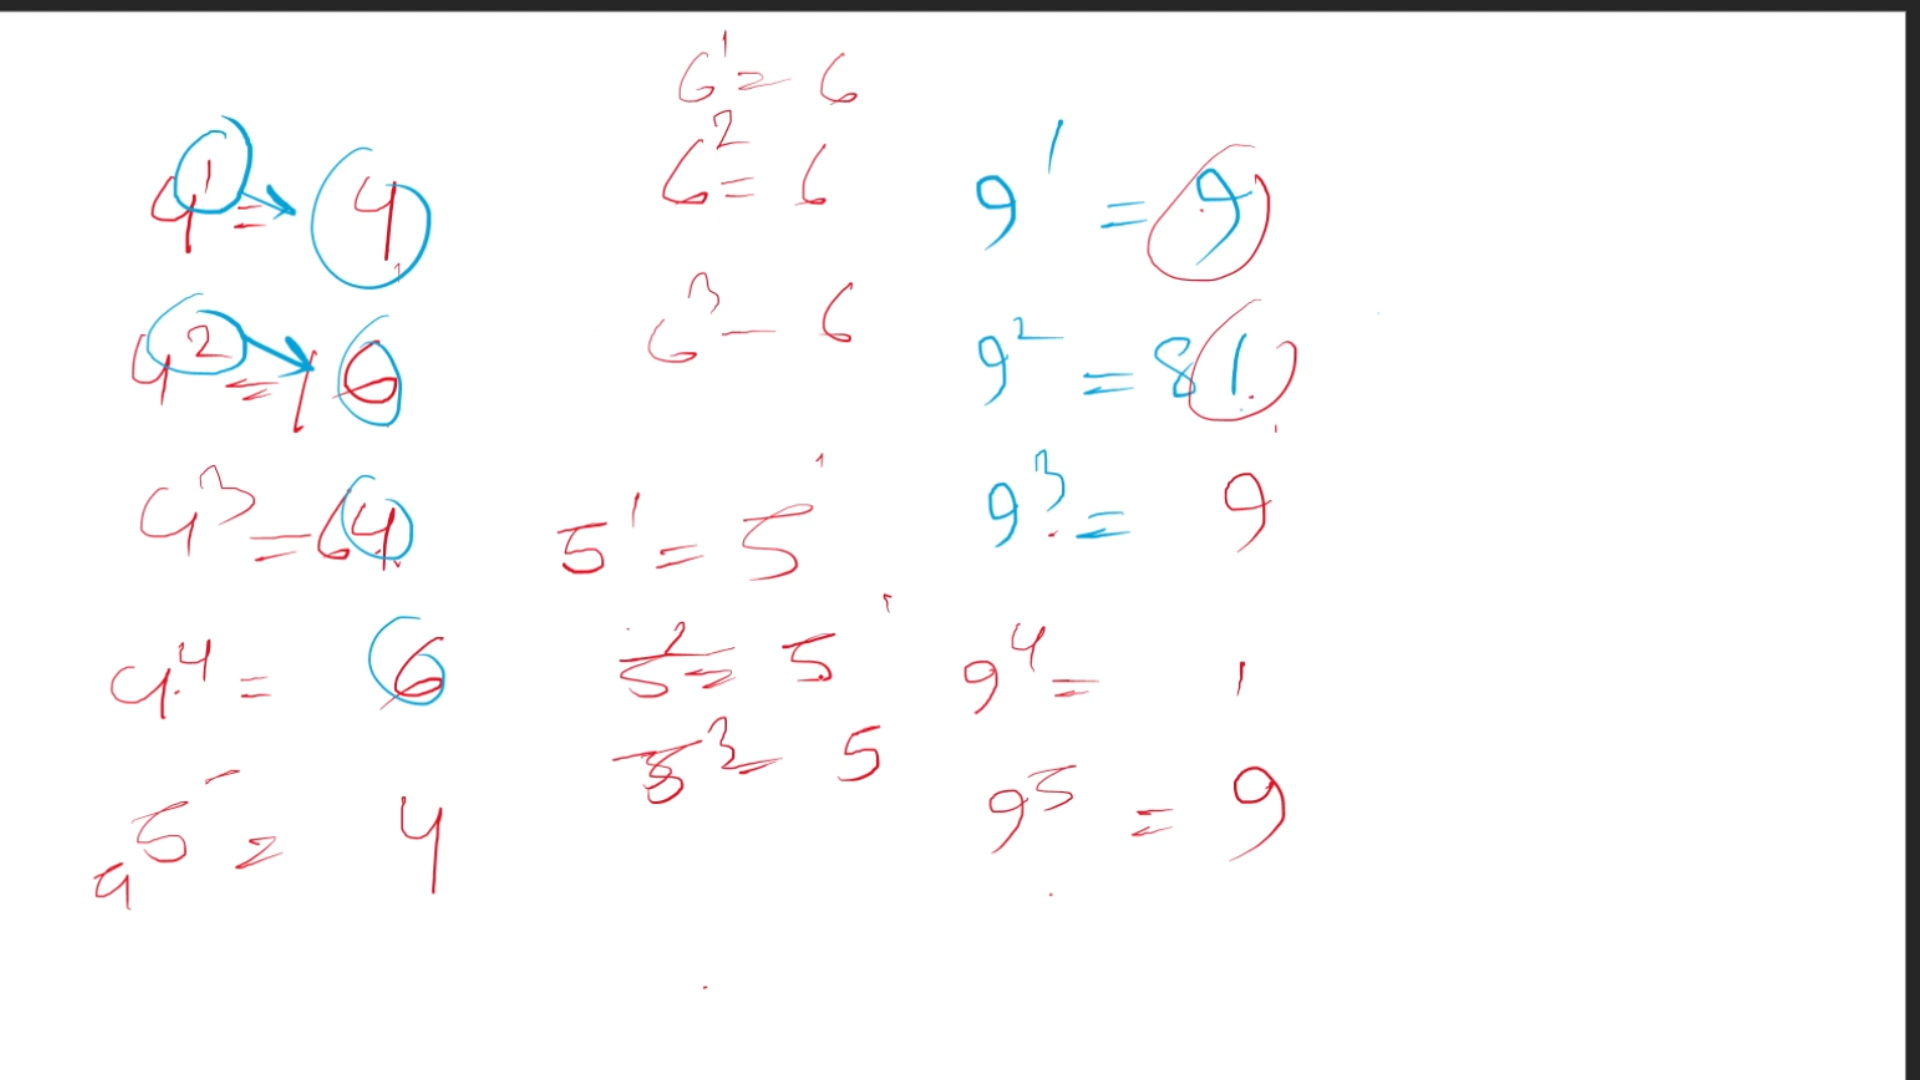 4¹ = 4
4² = 16
4³ = 64
4⁴ = 6
4⁵ = 4
6¹ = 6
6² = 6
6³ - 6
5¹ = 5
5² = 5
5³ = 5
9¹ = 9
9² = 81
9³ = 9
9⁴ = 1
9⁵ = 9